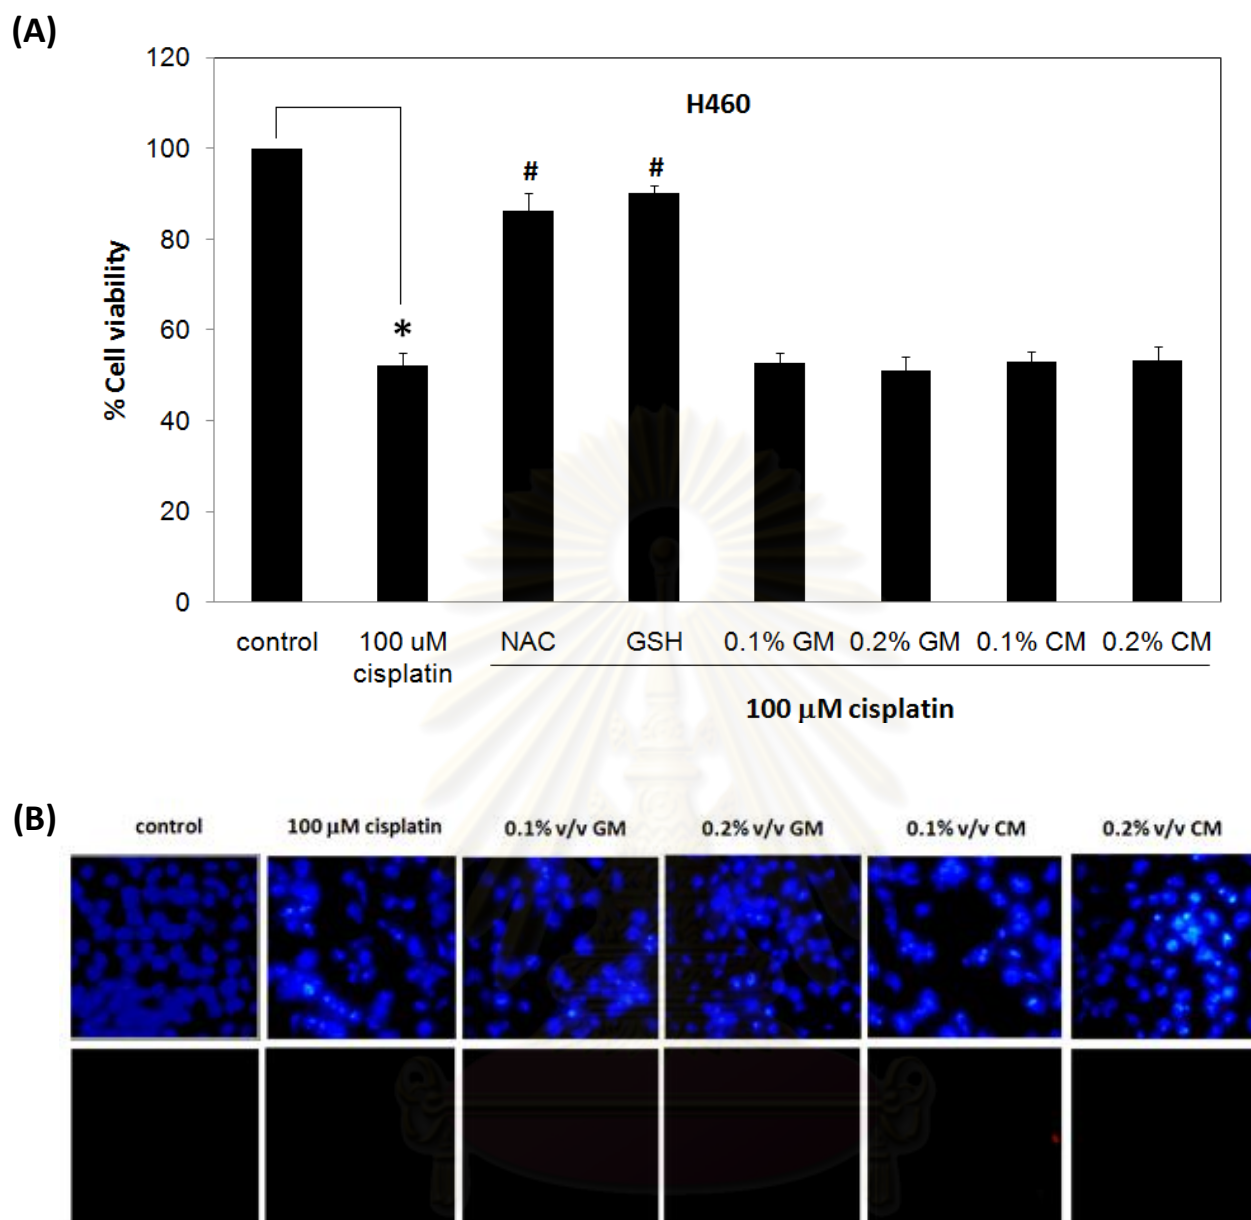 (A)
120
H460
100
#
#
80
% Cell viability
60
*
40
20
0
control
100 uM
cisplatin
NAC
GSH
0.1% GM
0.2% GM
0.1% CM
0.2% CM
100 μM cisplatin
(B)
control
100 μM cisplatin
0.1% v/v GM
0.2% v/v GM
0.1% v/v CM
0.2% v/v CM